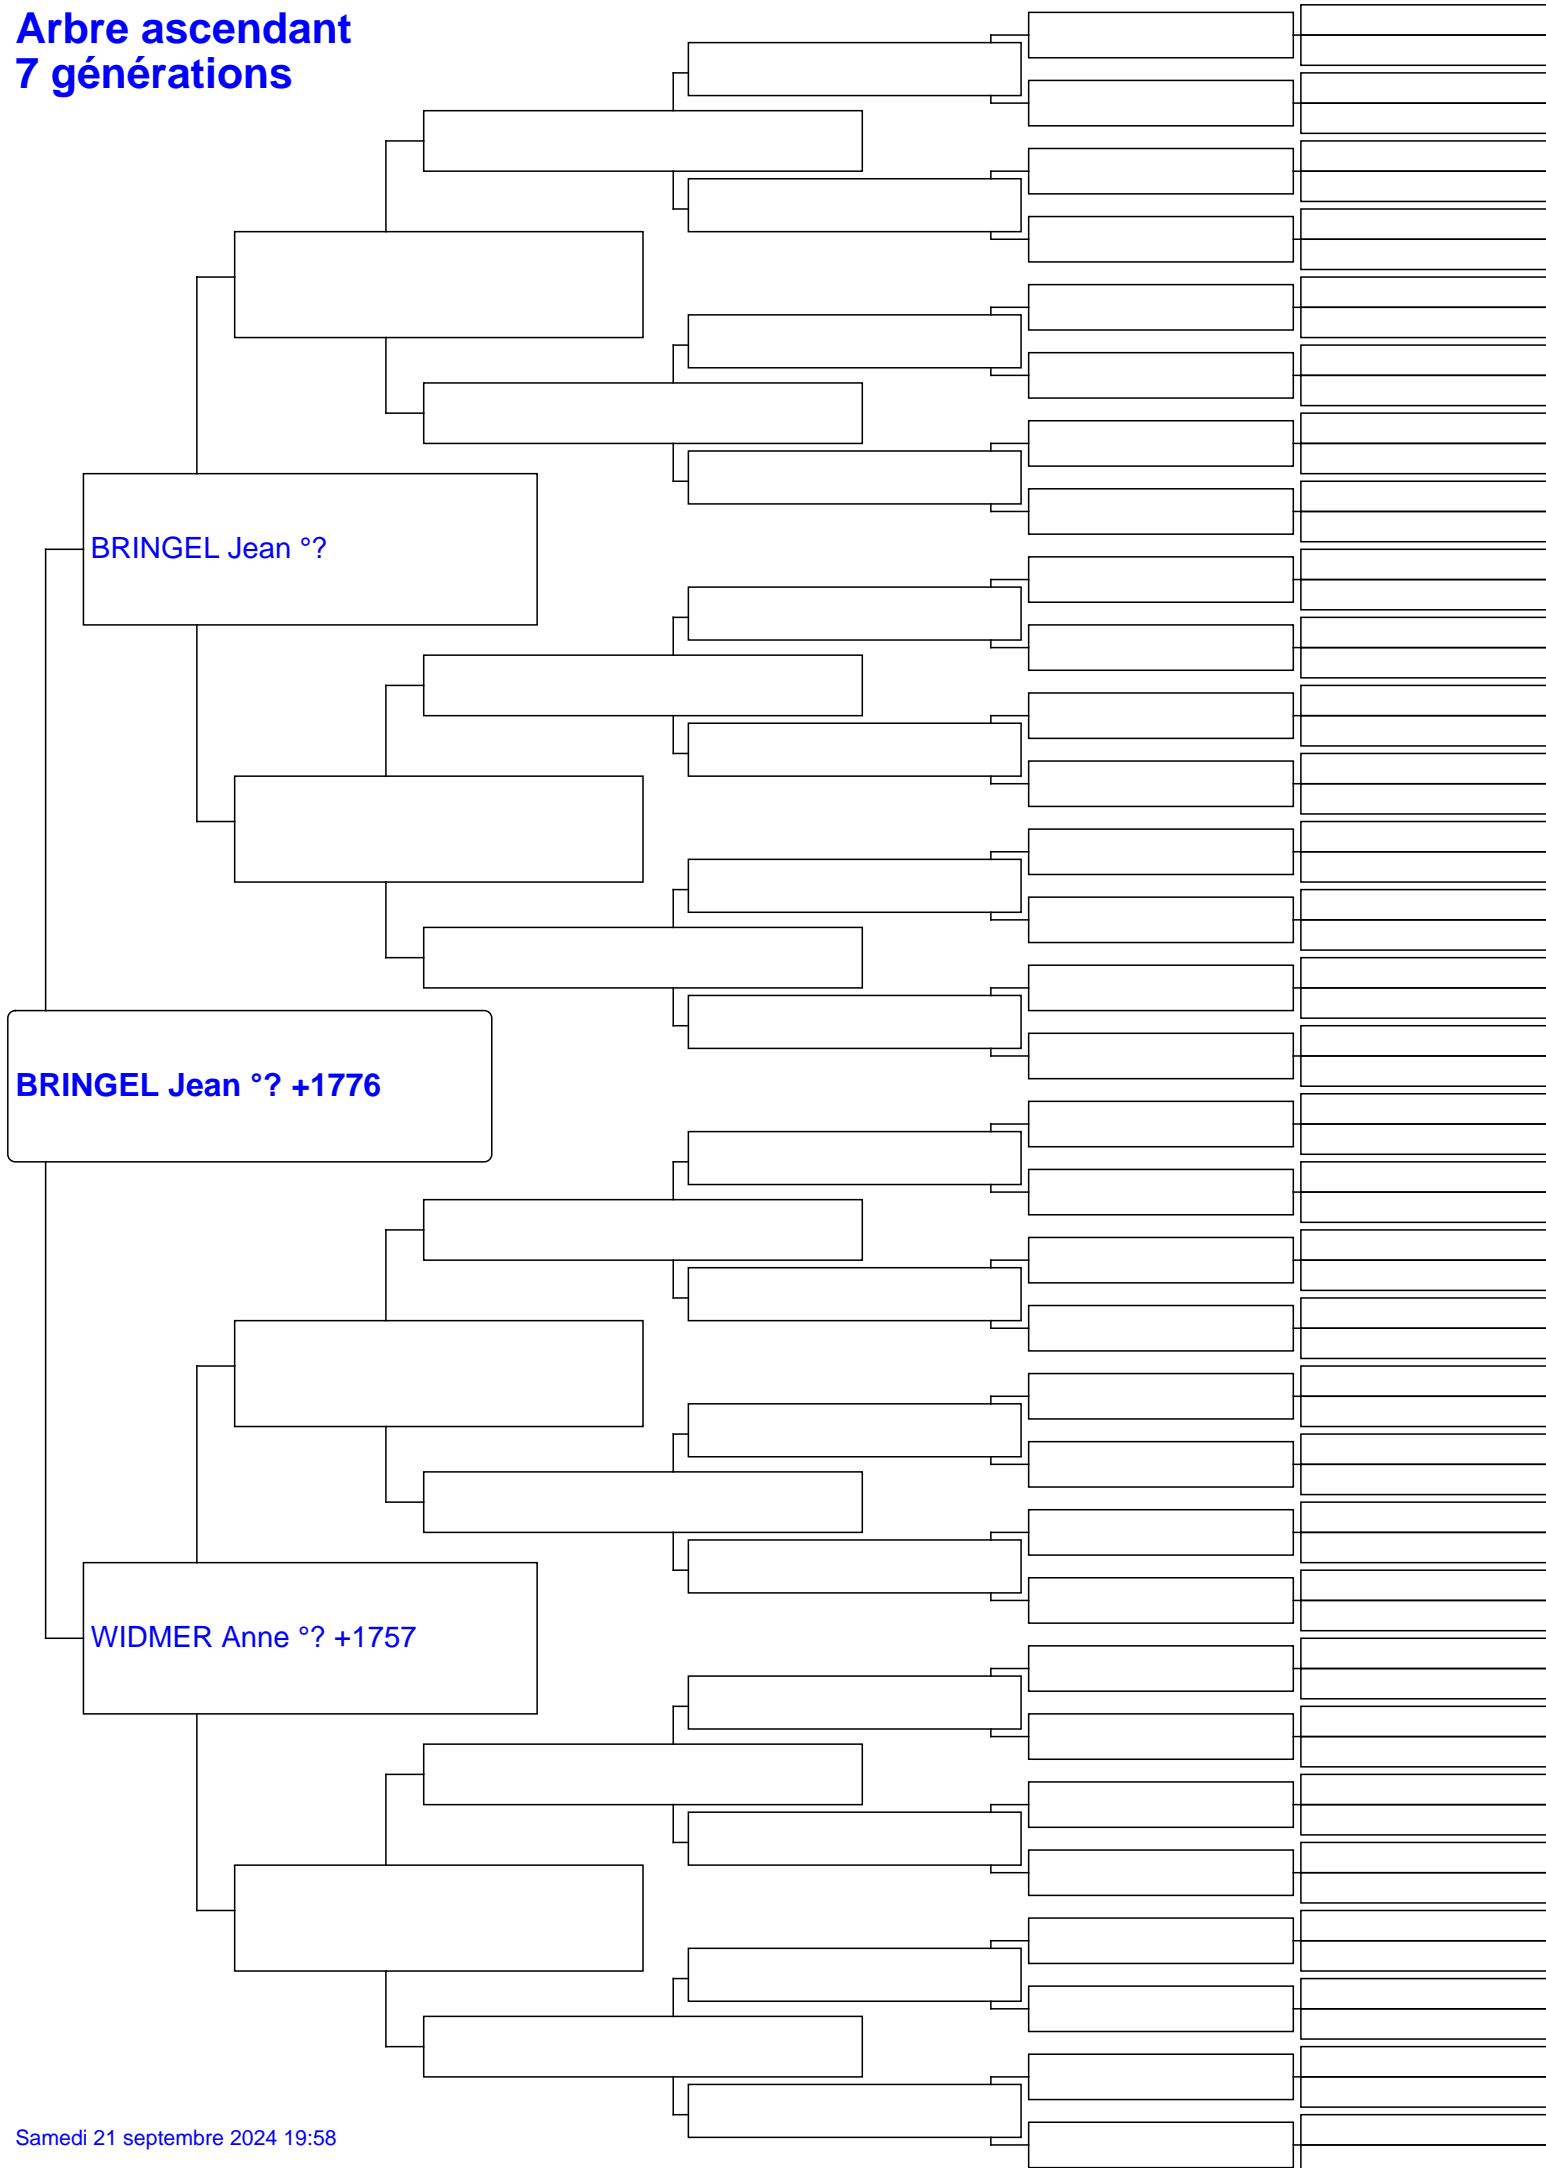 Arbre ascendant
7 générations
BRINGEL Jean °?
BRINGEL Jean °? +1776
WIDMER Anne °? +1757
Samedi 21 septembre 2024 19:58